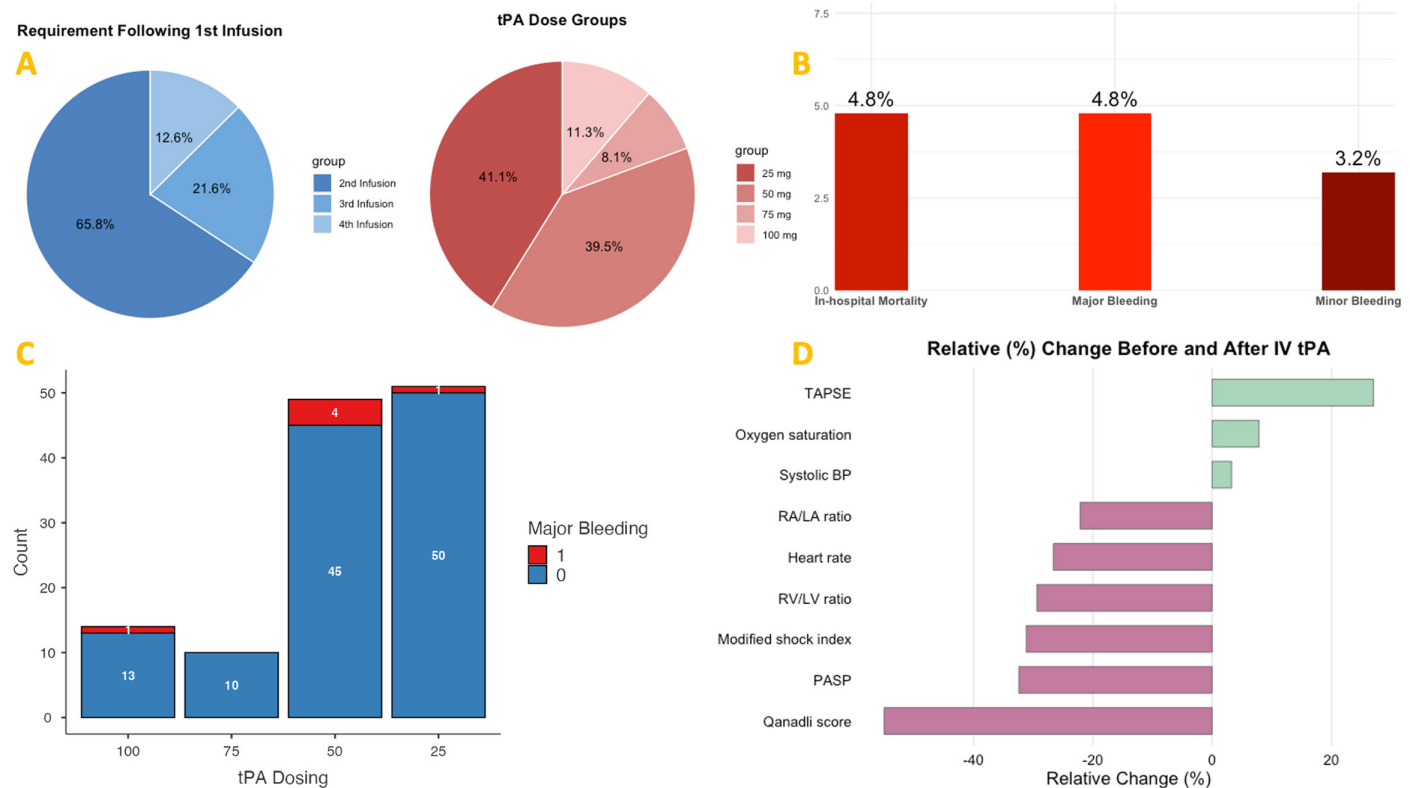 Requirement Following 1st Infusion
A
12.6%
21.6%
65.8%
group
2nd Infusion
3rd Infusion
4th Infusion
tPA Dose Groups
11.3%
8.1%
41.1%
39.5%
group
25 mg
50 mg
75 mg
100 mg
B
7.5
5.0
2.5
0.0
4.8%
4.8%
3.2%
In-hospital Mortality
Major Bleeding
Minor Bleeding
C
Count
50
40
30
20
10
0
1
13
10
4
45
1
50
100
75
50
25
tPA Dosing
Major Bleeding
1
0
D
Relative (%) Change Before and After IV tPA
TAPSE
Oxygen saturation
Systolic BP
RA/LA ratio
Heart rate
RV/LV ratio
Modified shock index
PASP
Qanadli score
-40
-20
0
20
Relative Change (%)